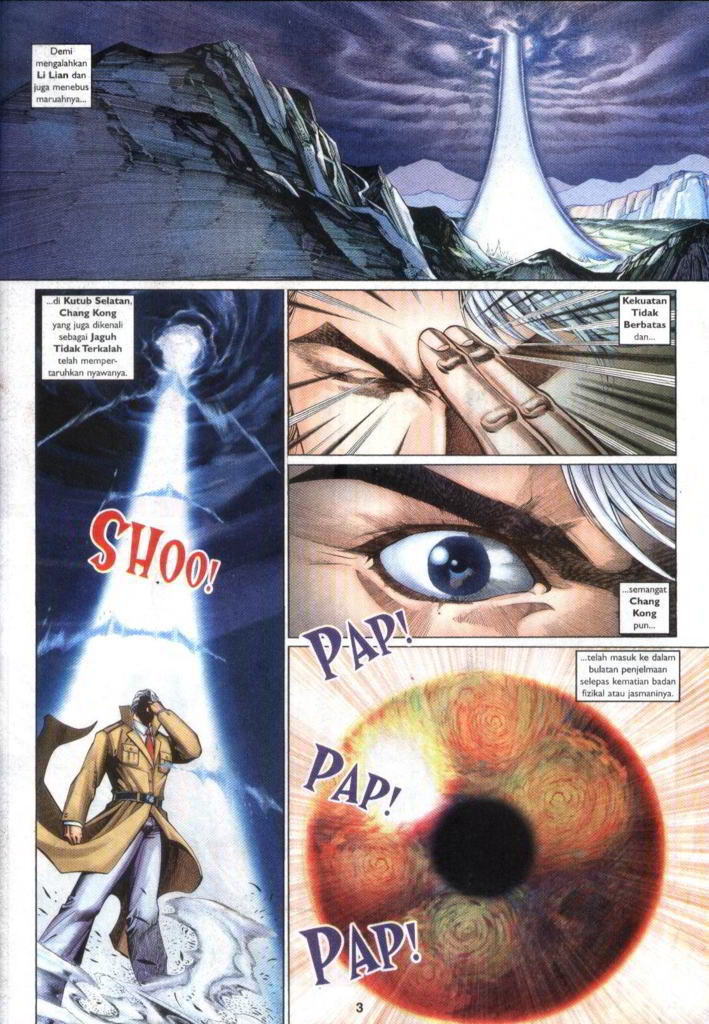 Demi
mengalahkan
Li Lian dan
juga menebus
maruahnya...
...di Kutub Selatan,
Chang Kong
yang juga dikenali
sebagai Jaguh
Tidak Terkalah
telah memper-
taruhkan nyawanya.
SHOO!
Kekuatan
Tidak
Berbatas
dan...
...semangat
Chang
Kong
pun...
PAP!
...telah masuk ke dalam
bulatan penjelmaan
selepas kematian badan
fizikal atau jasmaninya.
PAP!
PAP!
3